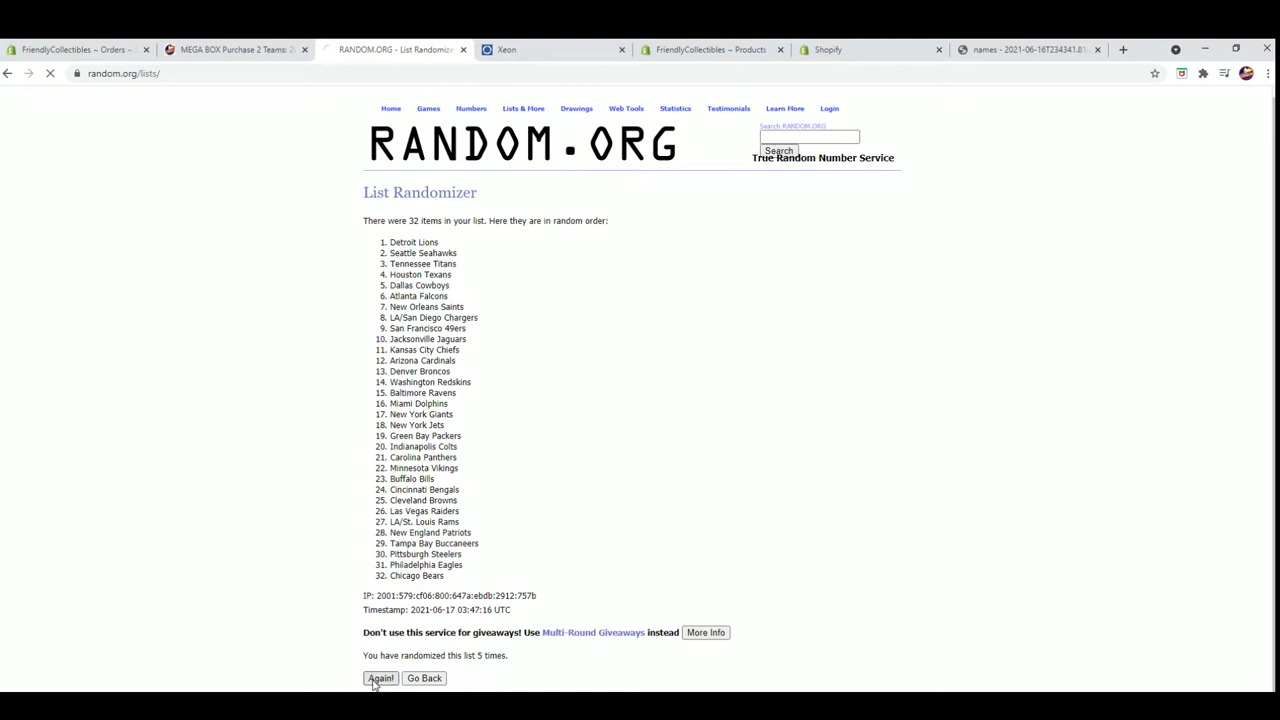 FriendlyCollectibles ~ Orders ~
MEGA BOX Purchase 2 Teams: 2
RANDOM.ORG - List Randomize
Xeon
FriendlyCollectibles ~ Products
Shopify
names - 2021-06-16T234341.81
random.org/lists/
Home Games Numbers Lists & More Drawings Web Tools Statistics Testimonials Learn More Login
RANDOM.ORG
Search RANDOM.ORG
Search
True Random Number Service
List Randomizer
There were 32 items in your list. Here they are in random order:
1. Detroit Lions
2. Seattle Seahawks
3. Tennessee Titans
4. Houston Texans
5. Dallas Cowboys
6. Atlanta Falcons
7. New Orleans Saints
8. LA/San Diego Chargers
9. San Francisco 49ers
10. Jacksonville Jaguars
11. Kansas City Chiefs
12. Arizona Cardinals
13. Denver Broncos
14. Washington Redskins
15. Baltimore Ravens
16. Miami Dolphins
17. New York Giants
18. New York Jets
19. Green Bay Packers
20. Indianapolis Colts
21. Carolina Panthers
22. Minnesota Vikings
23. Buffalo Bills
24. Cincinnati Bengals
25. Cleveland Browns
26. Las Vegas Raiders
27. LA/St. Louis Rams
28. New England Patriots
29. Tampa Bay Buccaneers
30. Pittsburgh Steelers
31. Philadelphia Eagles
32. Chicago Bears
IP: 2001:579:cf06:800:647a:ebdb:2912:757b
Timestamp: 2021-06-17 03:47:16 UTC
Don't use this service for giveaways! Use Multi-Round Giveaways instead More Info
You have randomized this list 5 times.
Again! Go Back